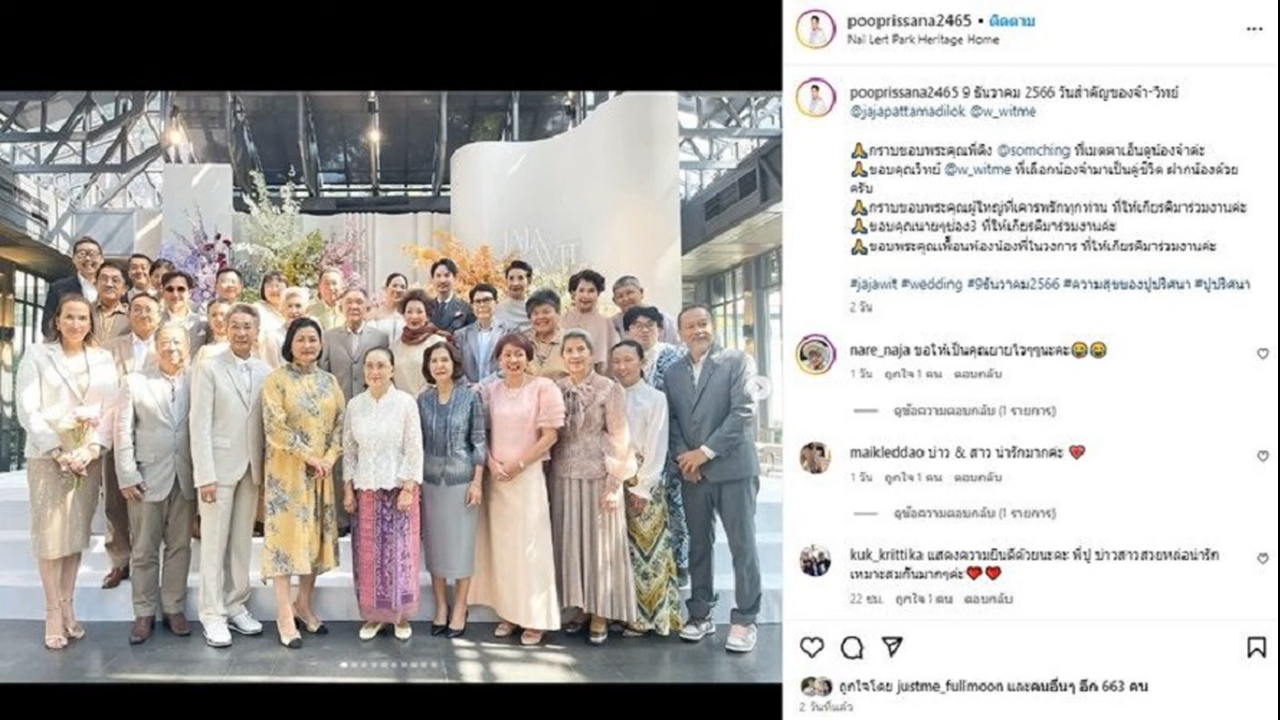 pooprissana2465 • ติดตาม
Nai Lert Park Heritage Home
pooprissana2465 9 ธันวาคม 2566 วันสำคัญของจ๋า-วิทย์
@jajapattamadilok @w_witme
🙏กราบขอบพระคุณพี่ติง @somching ที่เมตตาเอ็นดูน้องจ๋าค่ะ
🙏ขอบคุณวิทย์ @w_witme ที่เลือกน้องจ๋ามาเป็นคู่ชีวิต ฝากน้องด้วย
ครับ
🙏กราบขอบพระคุณผู้ใหญ่ที่เคารพรักทุกท่าน ที่ให้เกียรติมาร่วมงานค่ะ
🙏ขอบคุณนายๆช่อง3 ที่ให้เกียรติมาร่วมงานค่ะ
🙏ขอบพระคุณเพื่อนพ้องน้องพี่ในวงการ ที่ให้เกียรติมาร่วมงานค่ะ
#jajawit #wedding #9ธันวาคม2566 #ความสุขของปูปริศนา #ปูปริศนา
2 วัน
nare_naja ขอให้เป็นคุณยายไวๆๆนะคะ😭😭
1 วัน ถูกใจ 1 คน ตอบกลับ
ดูข้อความตอบกลับ (1 รายการ)
maikleddao บ่าว & สาว น่ารักมากค่ะ ❤️
1 วัน ถูกใจ 1 คน ตอบกลับ
ดูข้อความตอบกลับ (1 รายการ)
kuk_krittika แสดงความยินดีด้วยนะคะ พี่ปู บ่าวสาวสวยหล่อน่ารัก
เหมาะสมกันมากๆค่ะ❤️❤️
22 ชม. ถูกใจ 1 คน ตอบกลับ
ถูกใจโดย justme_fullmoon และคนอื่นๆ อีก 663 คน
2 วันที่แล้ว
JAJA
WIT